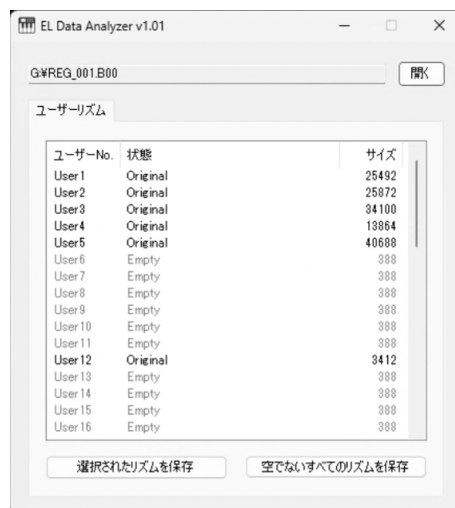 EL Data Analyzer v1.01
G:¥REG_001.B00
開く
ユーザーリズム
ユーザーNo. 状態 サイズ
User1 Original 25492
User2 Original 25872
User3 Original 34100
User4 Original 13864
User5 Original 40688
User6 Empty 388
User7 Empty 388
User8 Empty 388
User9 Empty 388
User10 Empty 388
User11 Empty 388
User12 Original 3412
User13 Empty 388
User14 Empty 388
User15 Empty 388
User16 Empty 388
選択されたリズムを保存 空でないすべてのリズムを保存